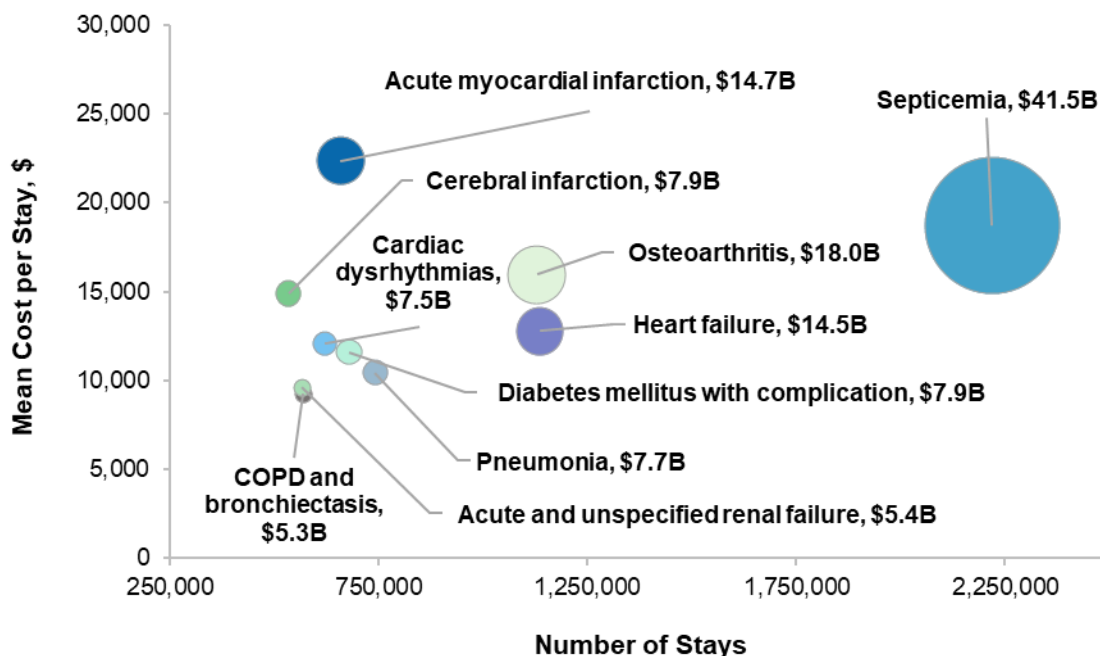 30,000
25,000
20,000
15,000
10,000
5,000
0
Mean Cost per Stay, $
Acute myocardial infarction, $14.7B
Septicemia, $41.5B
Cerebral infarction, $7.9B
Cardiac
dysrhythmias,
$7.5B
Osteoarthritis, $18.0B
Heart failure, $14.5B
Diabetes mellitus with complication, $7.9B
Pneumonia, $7.7B
COPD and
bronchiectasis,
$5.3B
Acute and unspecified renal failure, $5.4B
250,000
750,000
1,250,000
1,750,000
2,250,000
Number of Stays